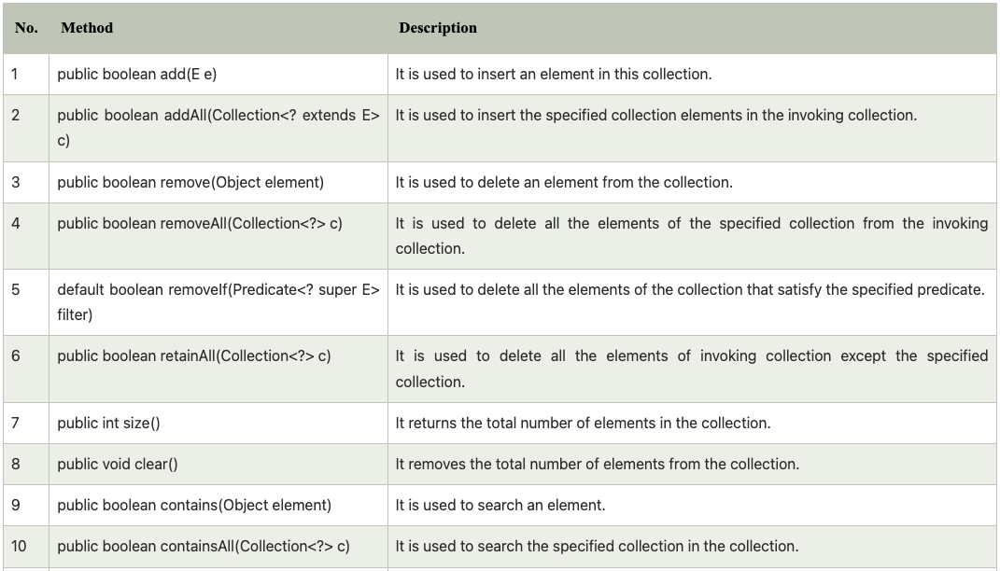 No. Method Description
1 public boolean add(E e) It is used to insert an element in this collection.
2 public boolean addAll(Collection<? extends E> It is used to insert the specified collection elements in the invoking collection.
c)
3 public boolean remove(Object element) It is used to delete an element from the collection.
4 public boolean removeAll(Collection<?> c) It is used to delete all the elements of the specified collection from the invoking
collection.
5 default boolean removeIf(Predicate<? super E> It is used to delete all the elements of the collection that satisfy the specified predicate.
filter)
6 public boolean retainAll(Collection<?> c) It is used to delete all the elements of invoking collection except the specified
collection.
7 public int size() It returns the total number of elements in the collection.
8 public void clear() It removes the total number of elements from the collection.
9 public boolean contains(Object element) It is used to search an element.
10 public boolean containsAll(Collection<?> c) It is used to search the specified collection in the collection.